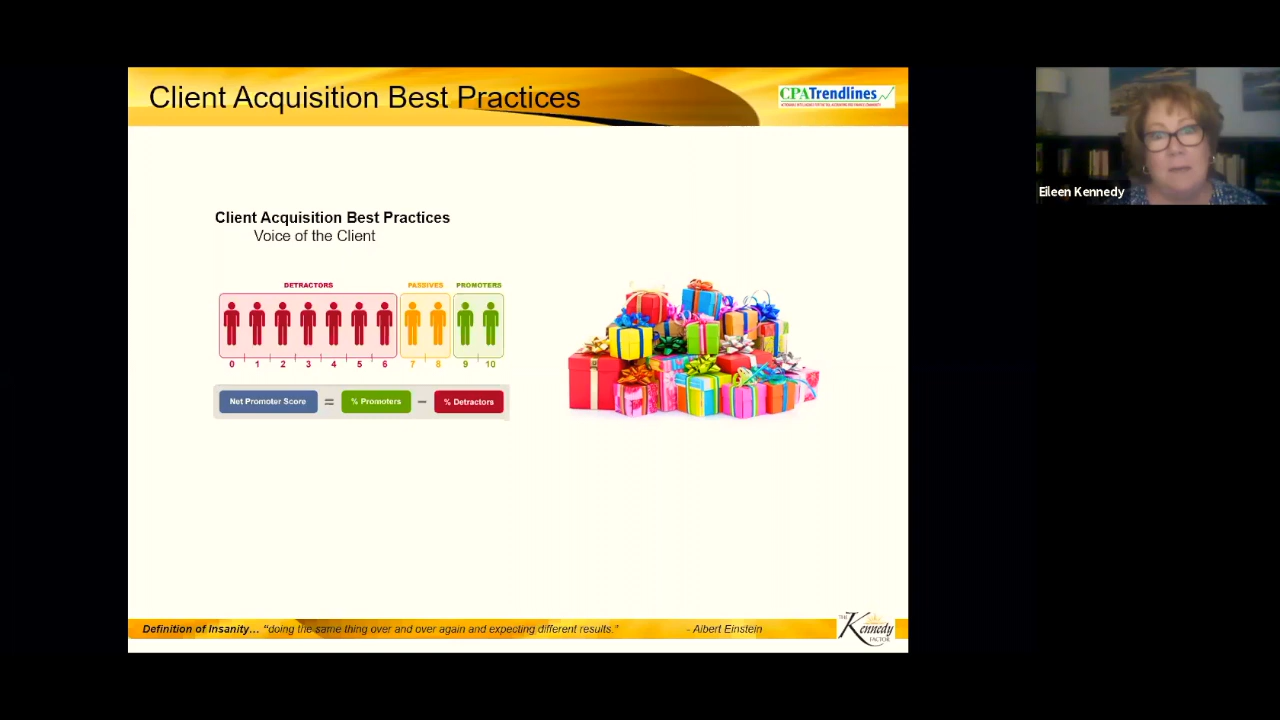 Client Acquisition Best Practices
CPATrendlines
Eileen Kennedy
Client Acquisition Best Practices
Voice of the Client
DETRACTORS PASSIVES PROMOTERS
0 1 2 3 4 5 6 7 8 9 10
Net Promoter Score = % Promoters – % Detractors
Definition of Insanity... “doing the same thing over and over again and expecting different results.” - Albert Einstein
THE
Kennedy
FACTOR